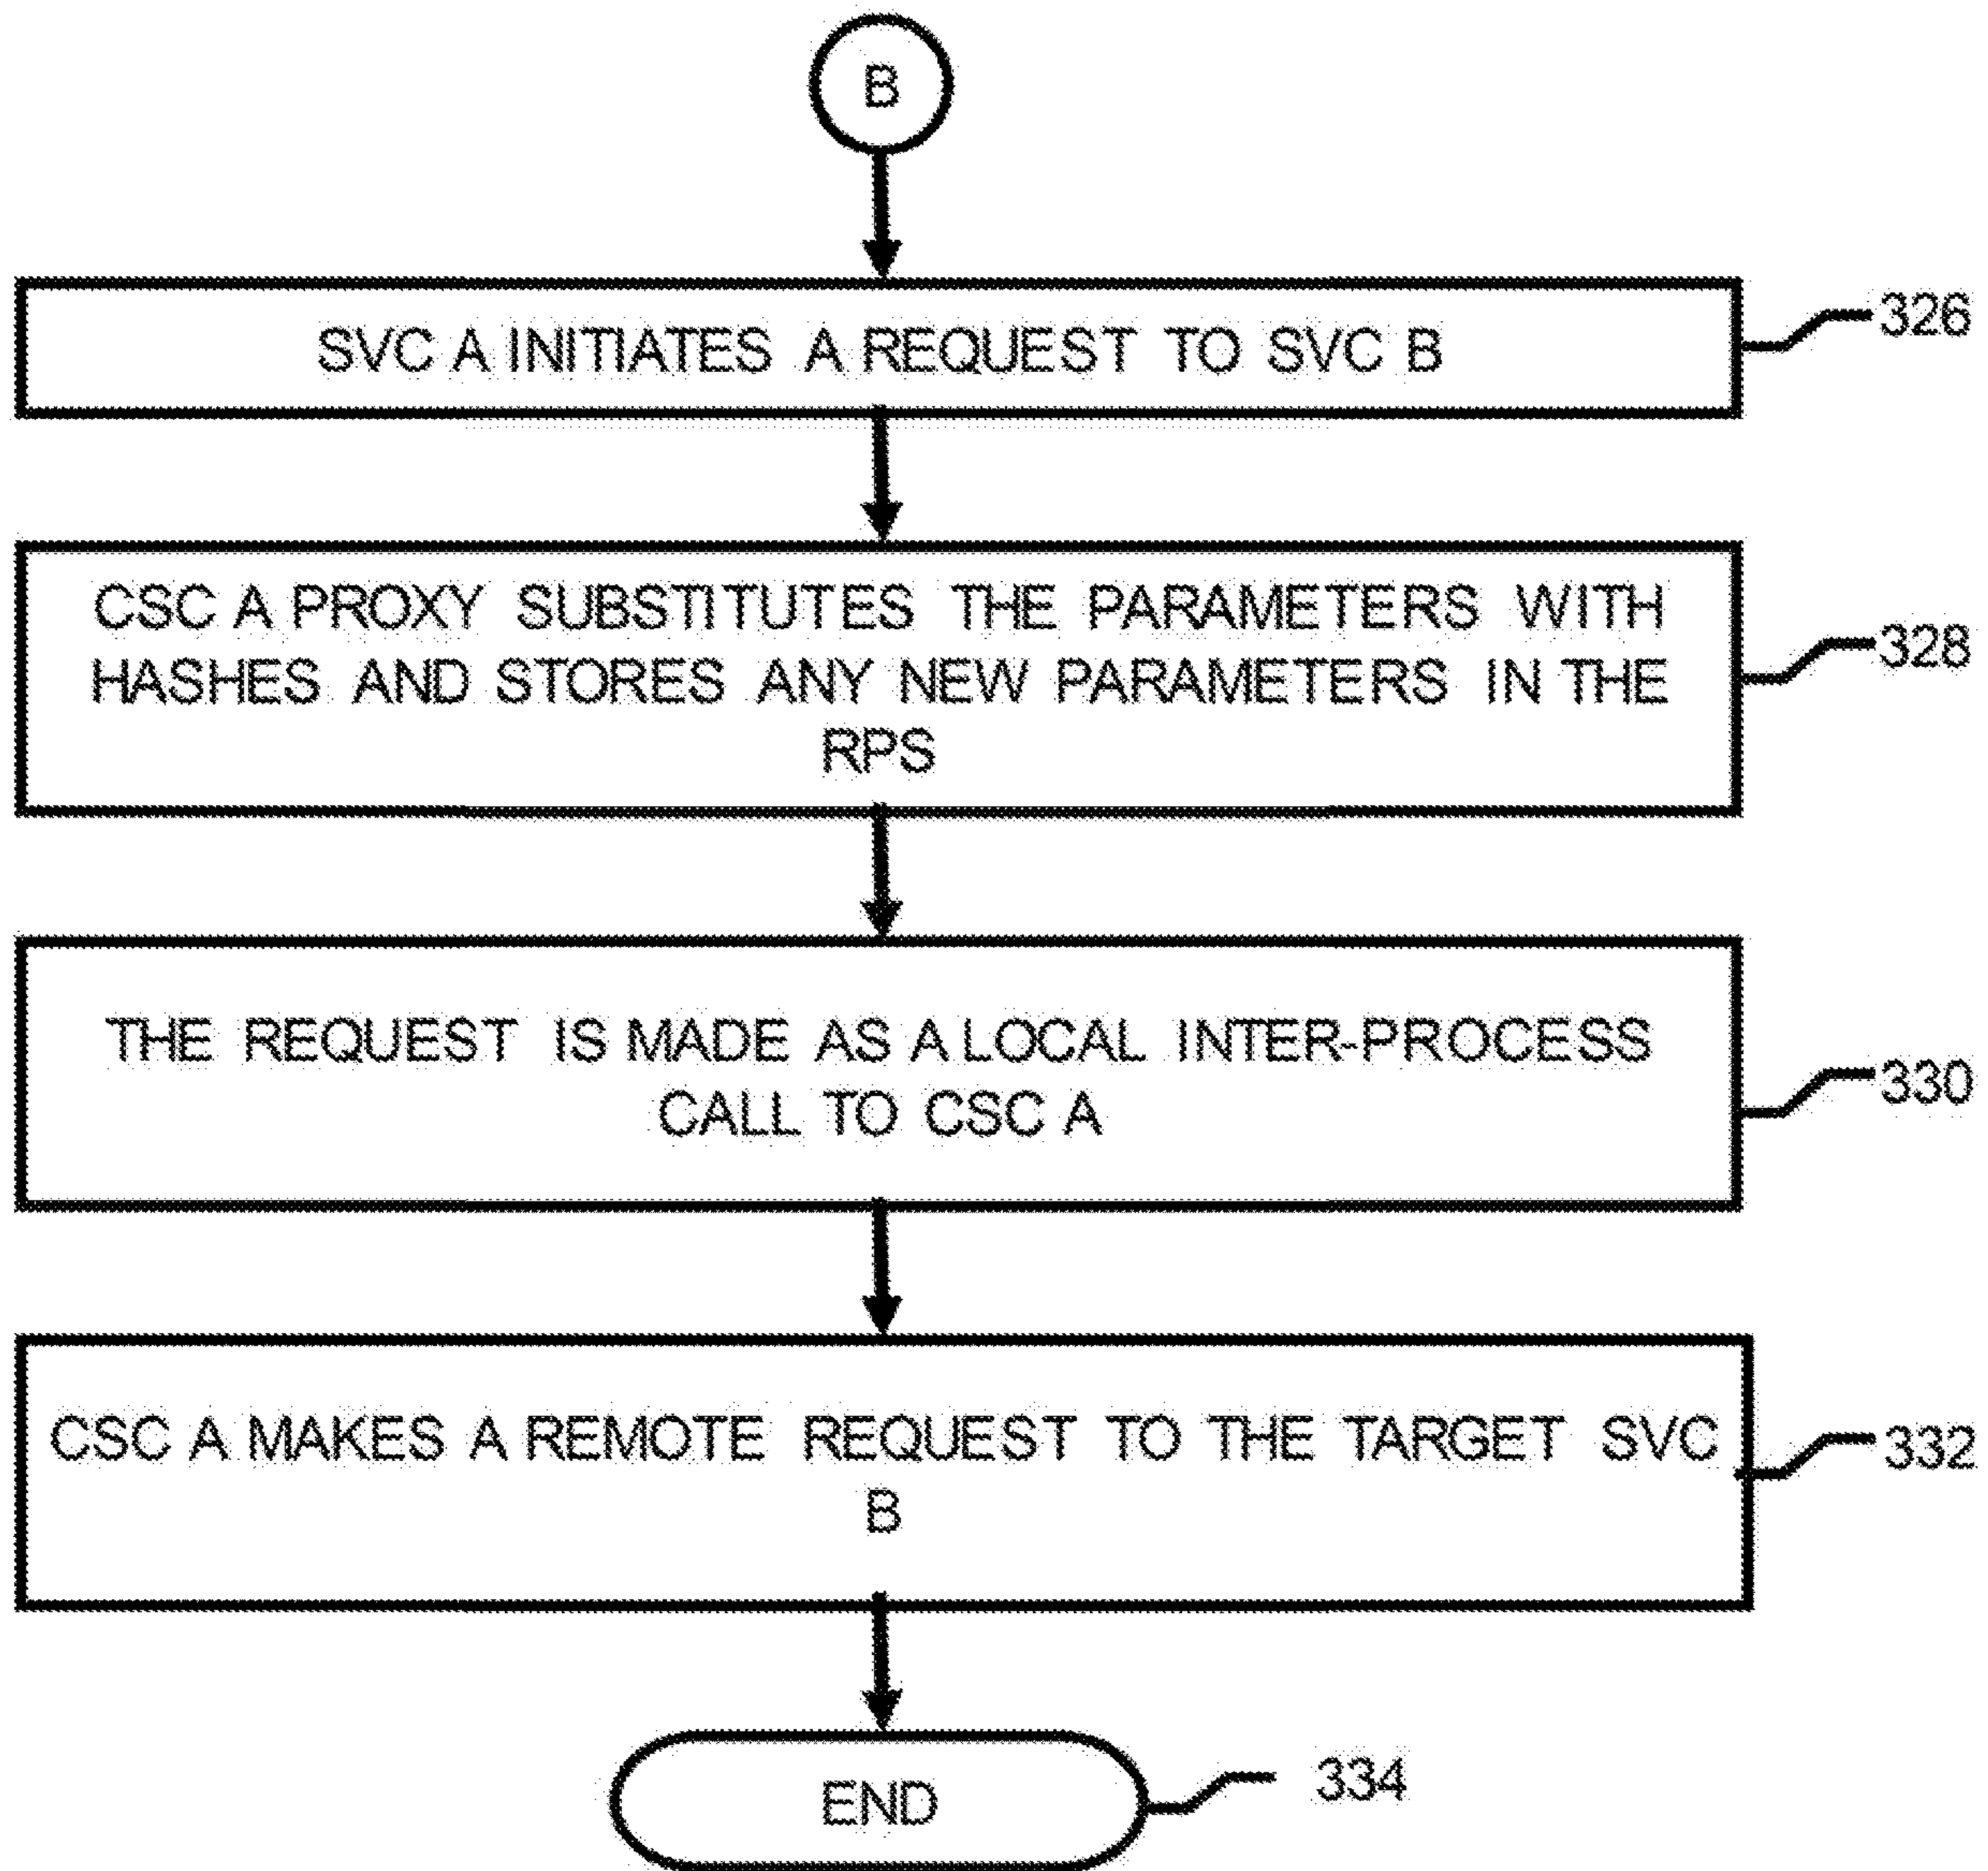 B
SVC A INITIATES A REQUEST TO SVC B
326
CSC A PROXY SUBSTITUTES THE PARAMETERS WITH
HASHES AND STORES ANY NEW PARAMETERS IN THE
RPS
328
THE REQUEST IS MADE AS A LOCAL INTER-PROCESS
CALL TO CSC A
330
CSC A MAKES A REMOTE REQUEST TO THE TARGET SVC
B
332
END
334